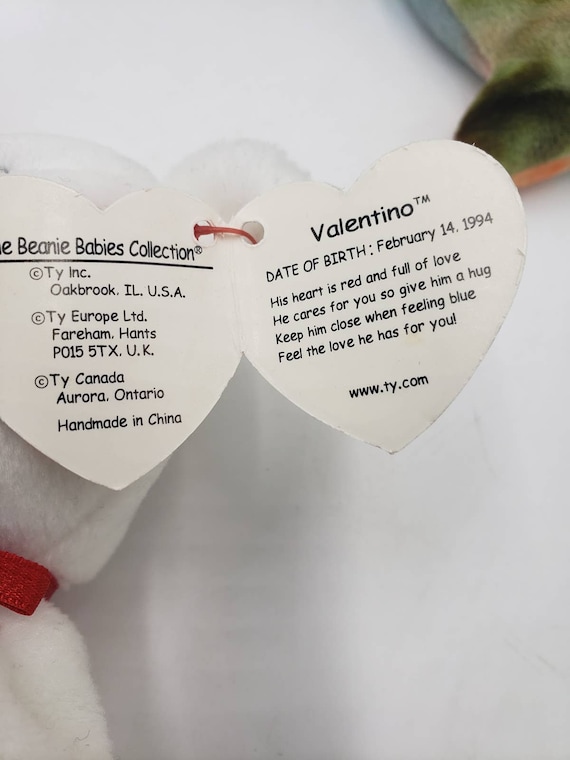 e Beanie Babies Collection®
©Ty Inc.
Oakbrook, IL. U.S.A.
©Ty Europe Ltd.
Fareham, Hants
PO15 5TX, U.K.
©Ty Canada
Aurora, Ontario
Handmade in China
Valentino™
DATE OF BIRTH : February 14, 1994
His heart is red and full of love
He cares for you so give him a hug
Keep him close when feeling blue
Feel the love he has for you!
www.ty.com